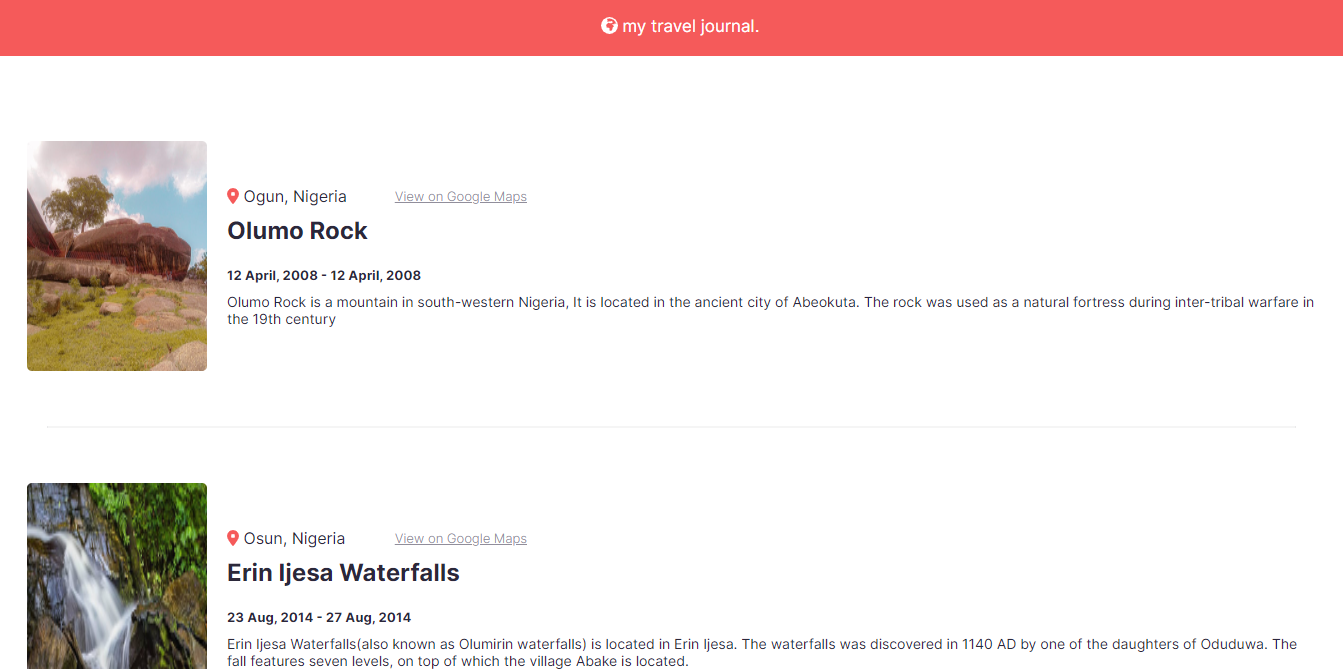 my travel journal.
Ogun, Nigeria View on Google Maps
Olumo Rock
12 April, 2008 - 12 April, 2008
Olumo Rock is a mountain in south-western Nigeria, It is located in the ancient city of Abeokuta. The rock was used as a natural fortress during inter-tribal warfare in
the 19th century
Osun, Nigeria View on Google Maps
Erin Ijesa Waterfalls
23 Aug, 2014 - 27 Aug, 2014
Erin Ijesa Waterfalls(also known as Olumirin waterfalls) is located in Erin Ijesa. The waterfalls was discovered in 1140 AD by one of the daughters of Oduduwa. The
fall features seven levels, on top of which the village Abake is located.